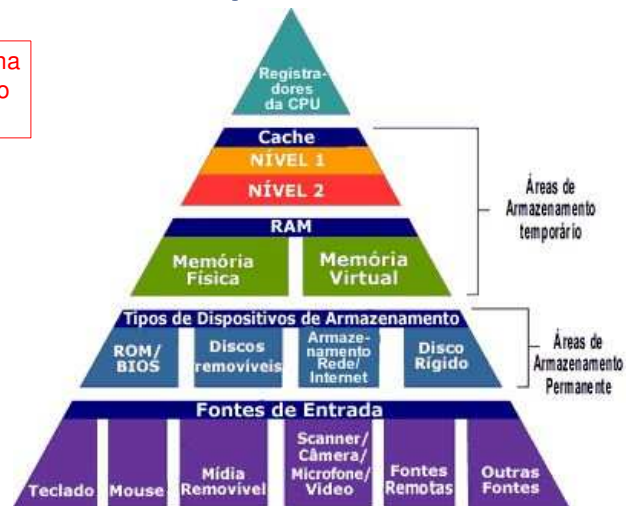 Registra-
dores
da CPU
Cache
NÍVEL 1
NÍVEL 2
RAM
Memória
Física
Memória
Virtual
Áreas de
Armazenamento
temporário
Tipos de Dispositivos de Armazenamento
ROM/
BIOS
Discos
removíveis
Armaze-
namento
Rede/
Internet
Disco
Rígido
Áreas de
Armazenamento
Permanente
Fontes de Entrada
Teclado
Mouse
Mídia
Removivel
Scanner/
Câmera/
Microfone/
Video
Fontes
Remotas
Outras
Fontes